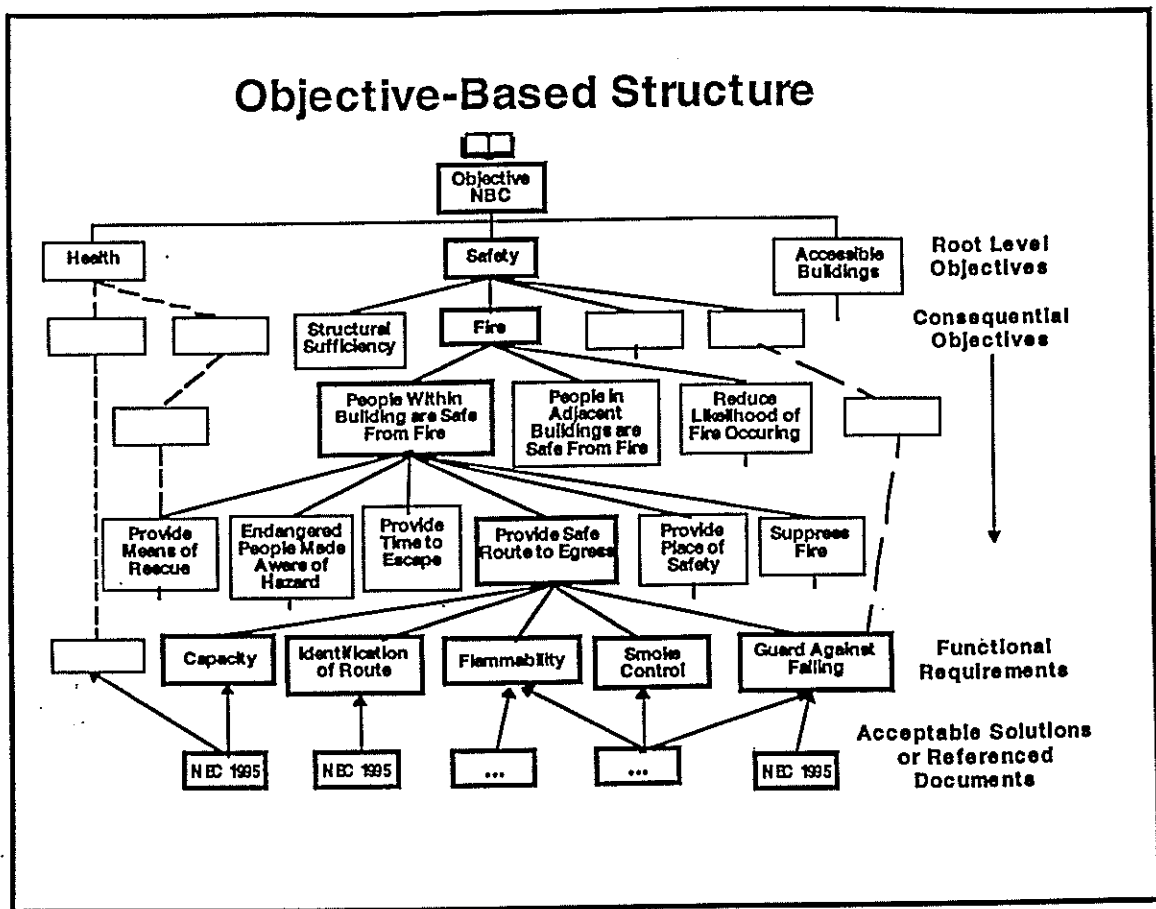 Objective-Based Structure
Objective
NBC
Health
Safety
Accessible
Buildings
Root Level
Objectives
Structural
Sufficiency
Fire
Consequential
Objectives
People Within
Building are Safe
From Fire
People in
Adjacent
Buildings are
Safe From Fire
Reduce
Likelihood of
Fire Occuring
Provide
Means of
Rescue
Endangered
People Made
Aware of
Hazard
Provide
Time to
Escape
Provide Safe
Route to Egress
Provide
Place of
Safety
Suppress
Fire
Capacity
Identification
of Route
Flammability
Smoke
Control
Guard Against
Falling
Functional
Requirements
NBC 1995
NBC 1995
...
...
NBC 1995
Acceptable Solutions
or Referenced
Documents